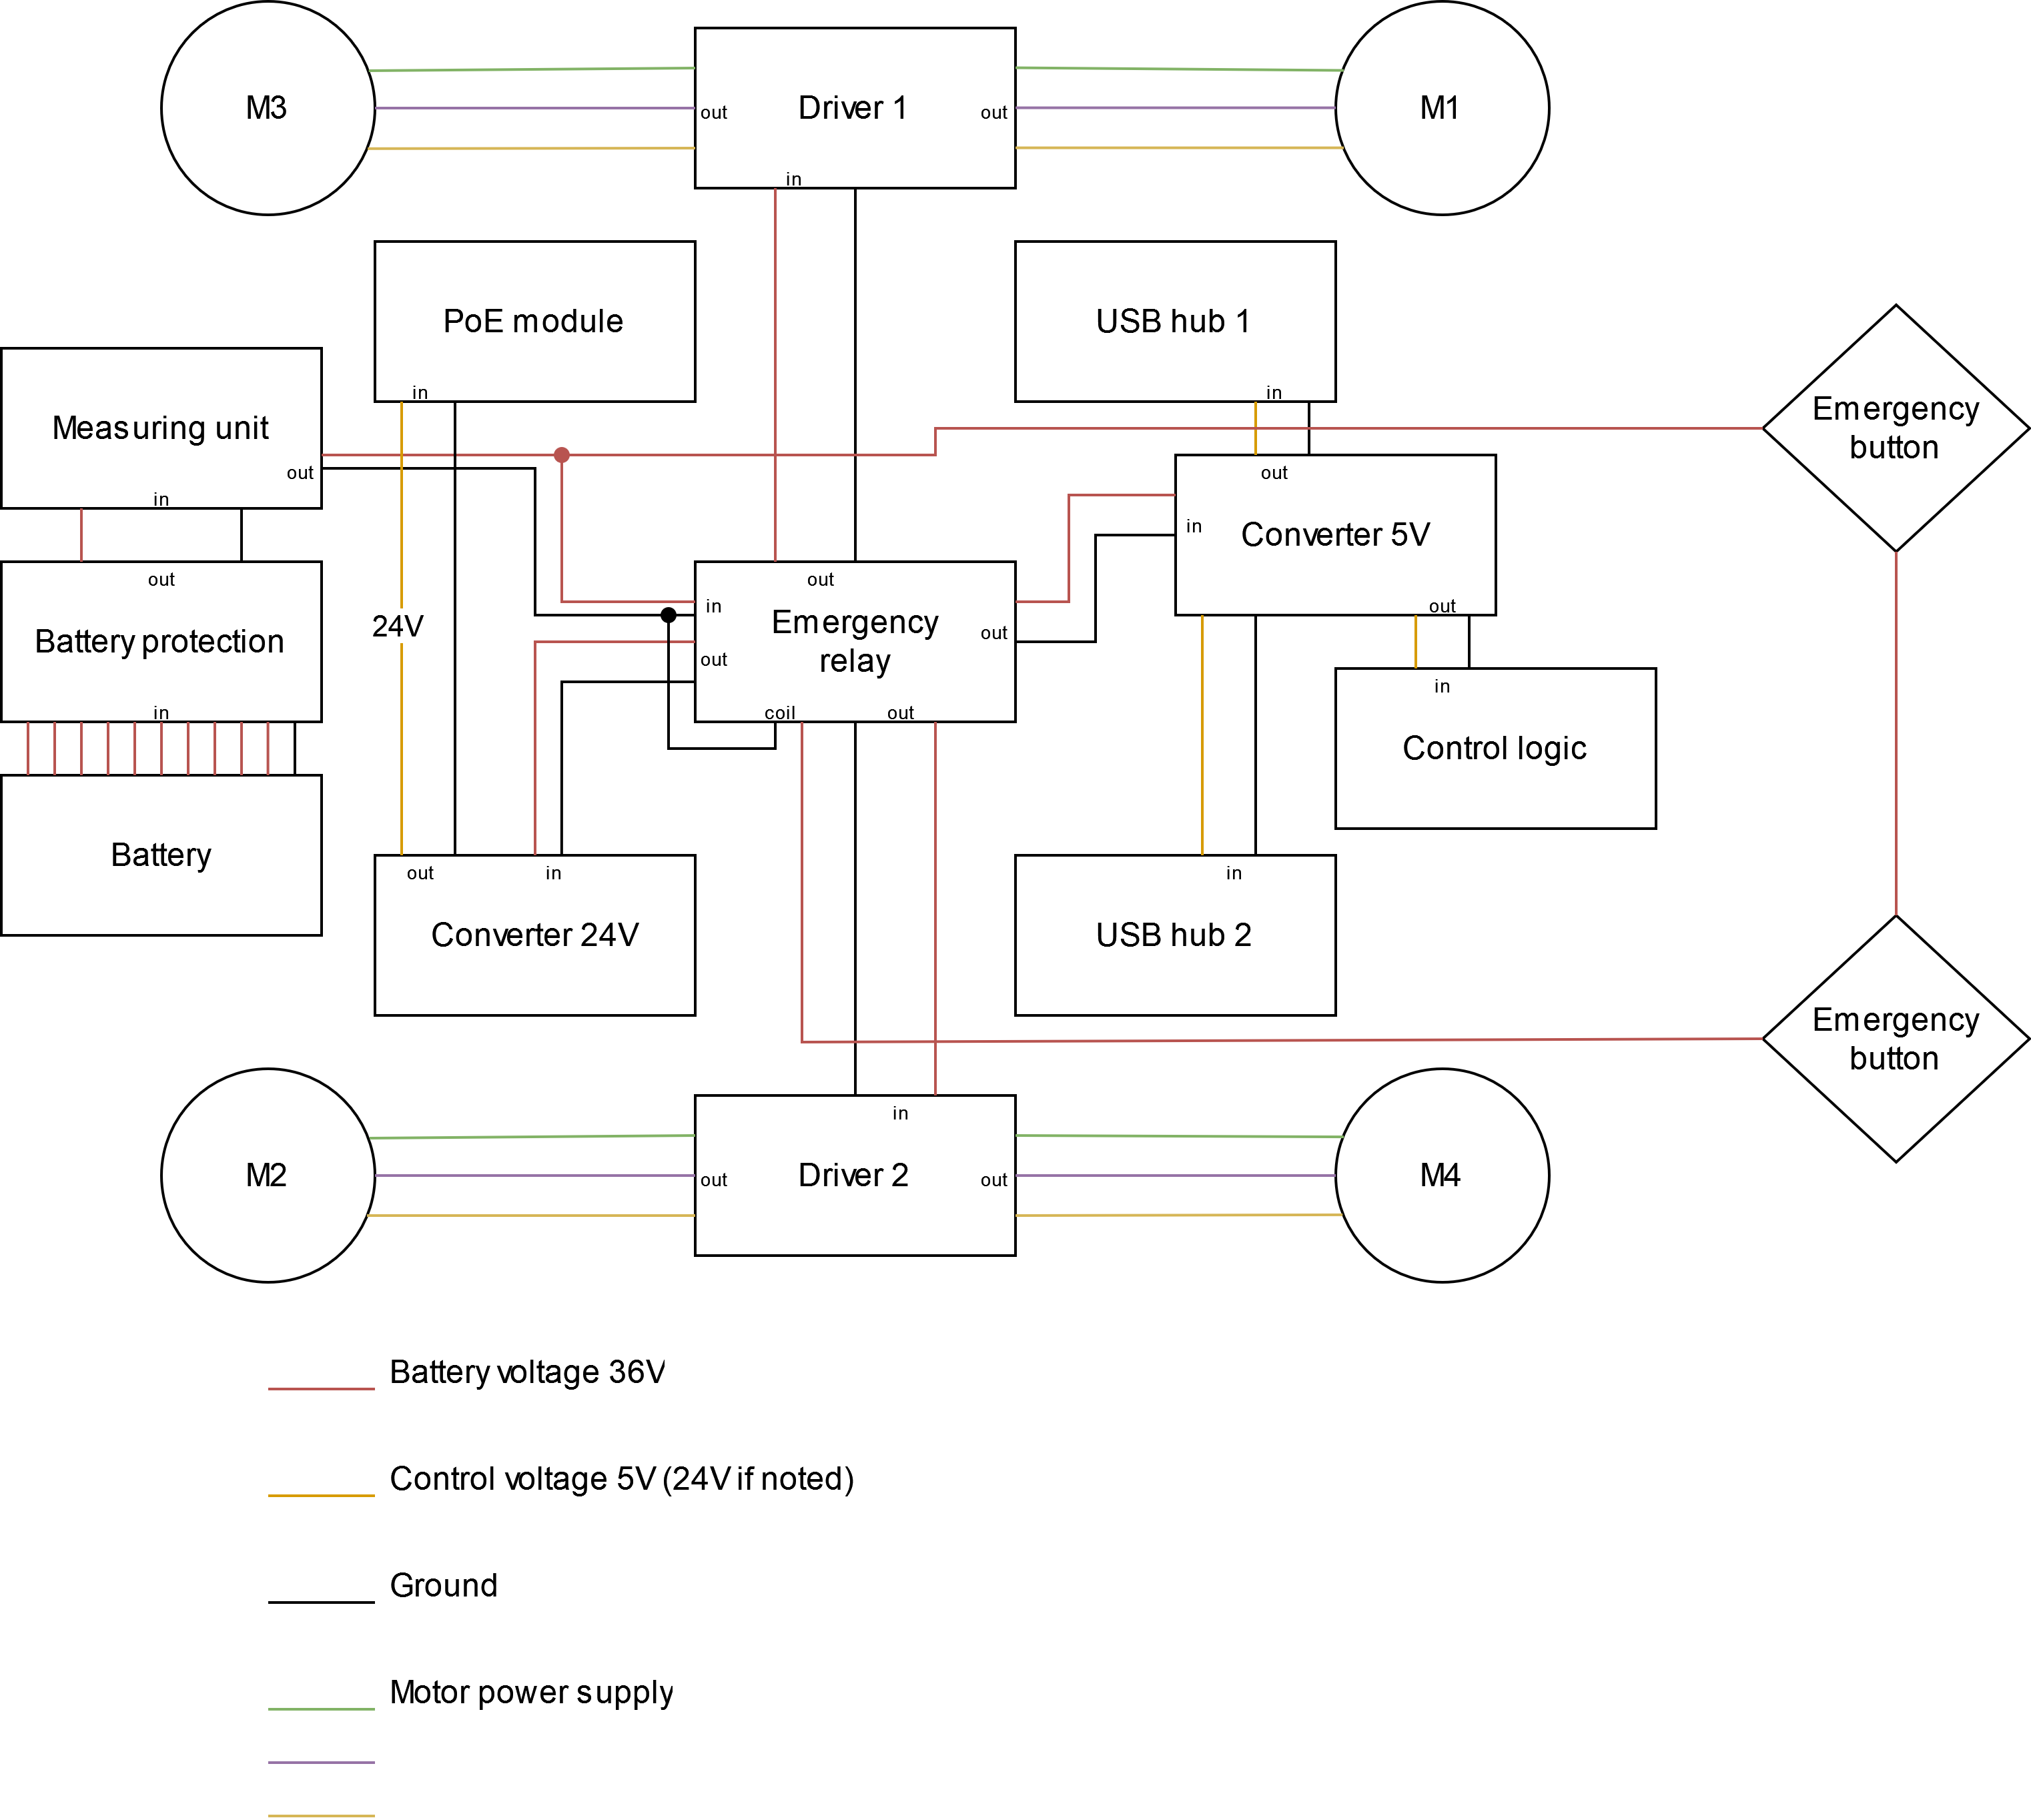 M3
out
Driver 1
out
M1
in
PoE module
in
USB hub 1
in
Measuring unit
out
in
Emergency
button
out
in
Converter 5V
out
out
Battery protection
in
24V
out
in
Emergency
relay
out
out
coil
out
in
Control logic
Battery
out
in
Converter 24V
in
USB hub 2
Emergency
button
in
M2
out
Driver 2
out
M4
Battery voltage 36V
Control voltage 5V (24V if noted)
Ground
Motor power supply